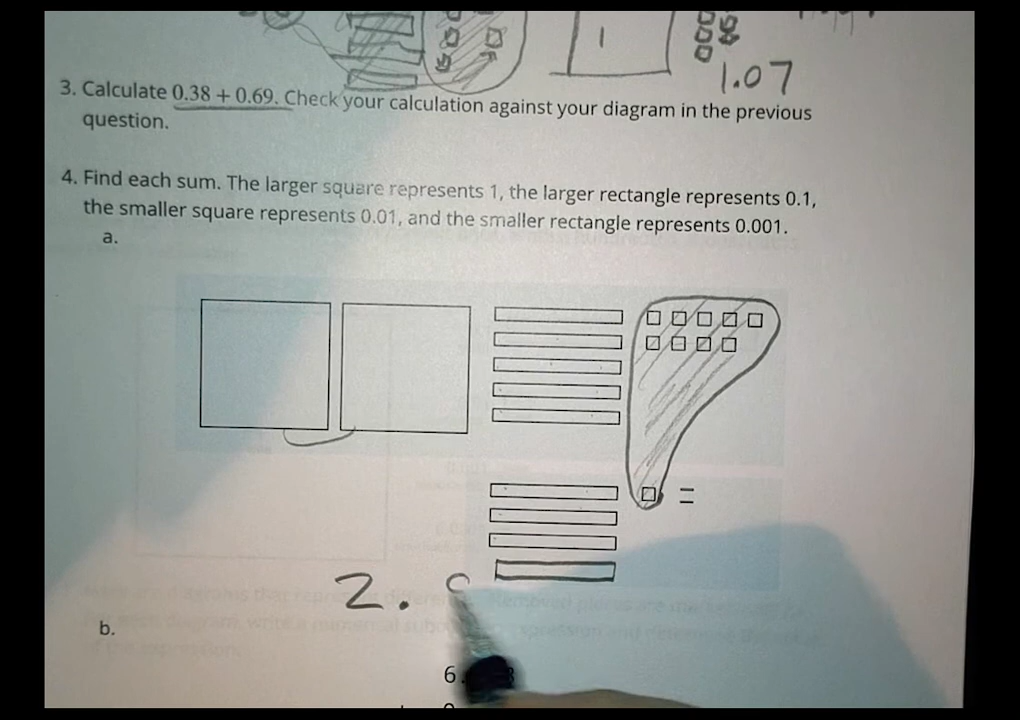 1
1.07
3. Calculate 0.38 + 0.69. Check your calculation against your diagram in the previous
question.
4. Find each sum. The larger square represents 1, the larger rectangle represents 0.1,
the smaller square represents 0.01, and the smaller rectangle represents 0.001.
a.
=
2.
b.
6.